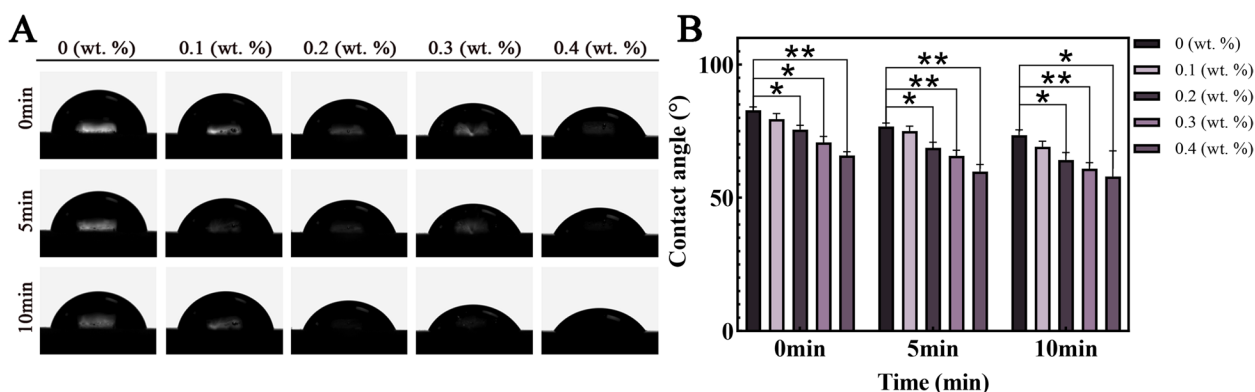 A
0 (wt. %) 0.1 (wt. %) 0.2 (wt. %) 0.3 (wt. %) 0.4 (wt. %)
0min
5min
10min
B
Contact angle (°)
100
50
0
** 
*
*
**
**
*
*
**
*
0min 5min 10min
Time (min)
0 (wt. %)
0.1 (wt. %)
0.2 (wt. %)
0.3 (wt. %)
0.4 (wt. %)